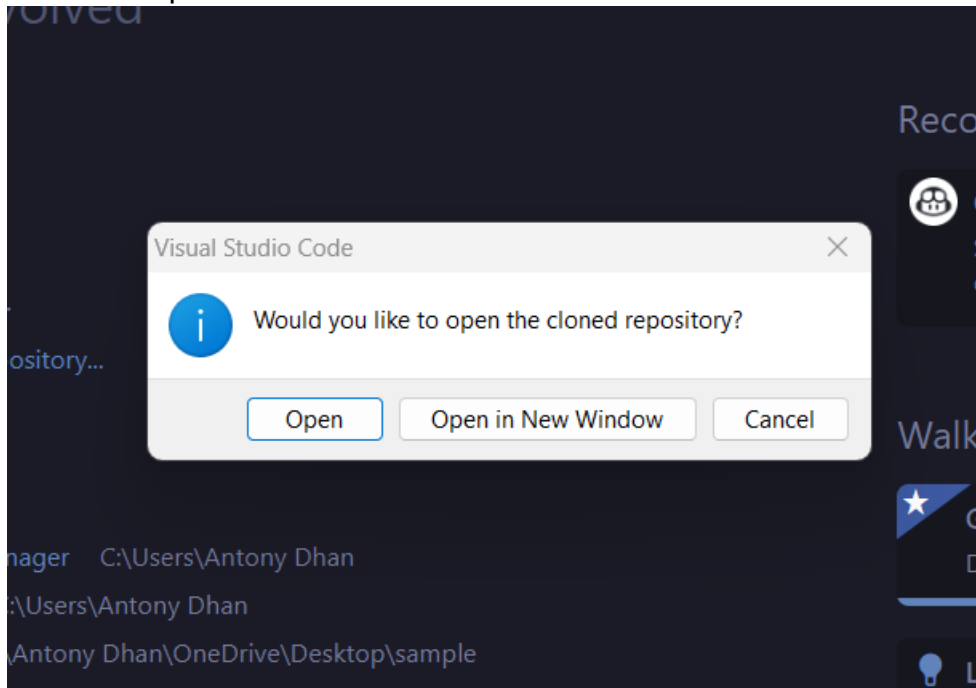 volved
Reco
Visual Studio Code
Would you like to open the cloned repository?
ository...
Open
Open in New Window
Cancel
Walk
nager C:\Users\Antony Dhan
:\Users\Antony Dhan
\Antony Dhan\OneDrive\Desktop\sample